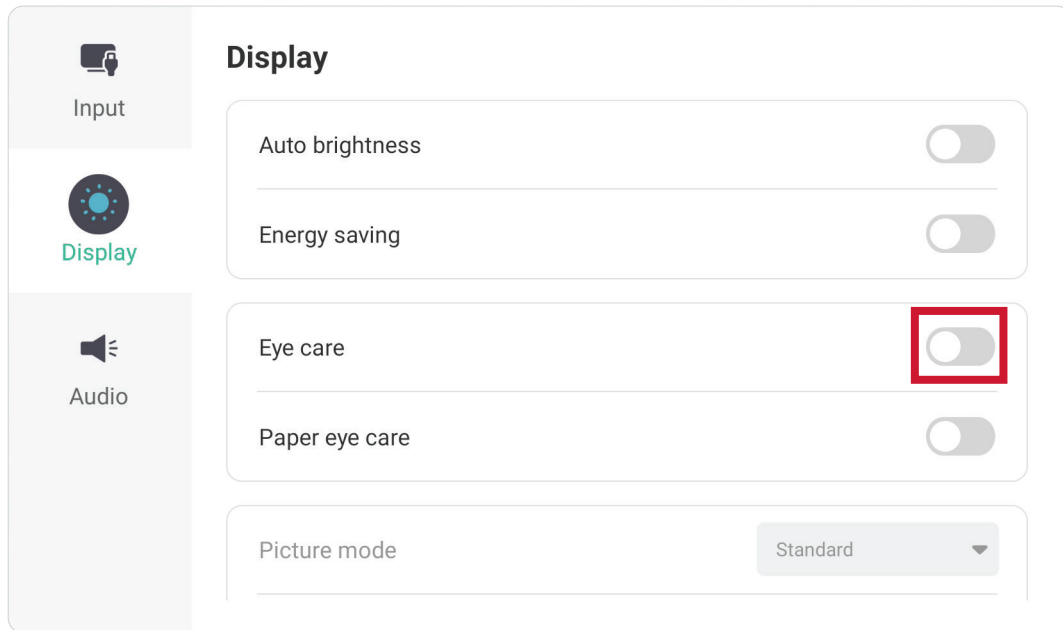 Input
Display
Audio
Display
Auto brightness
Energy saving
Eye care
Paper eye care
Picture mode
Standard